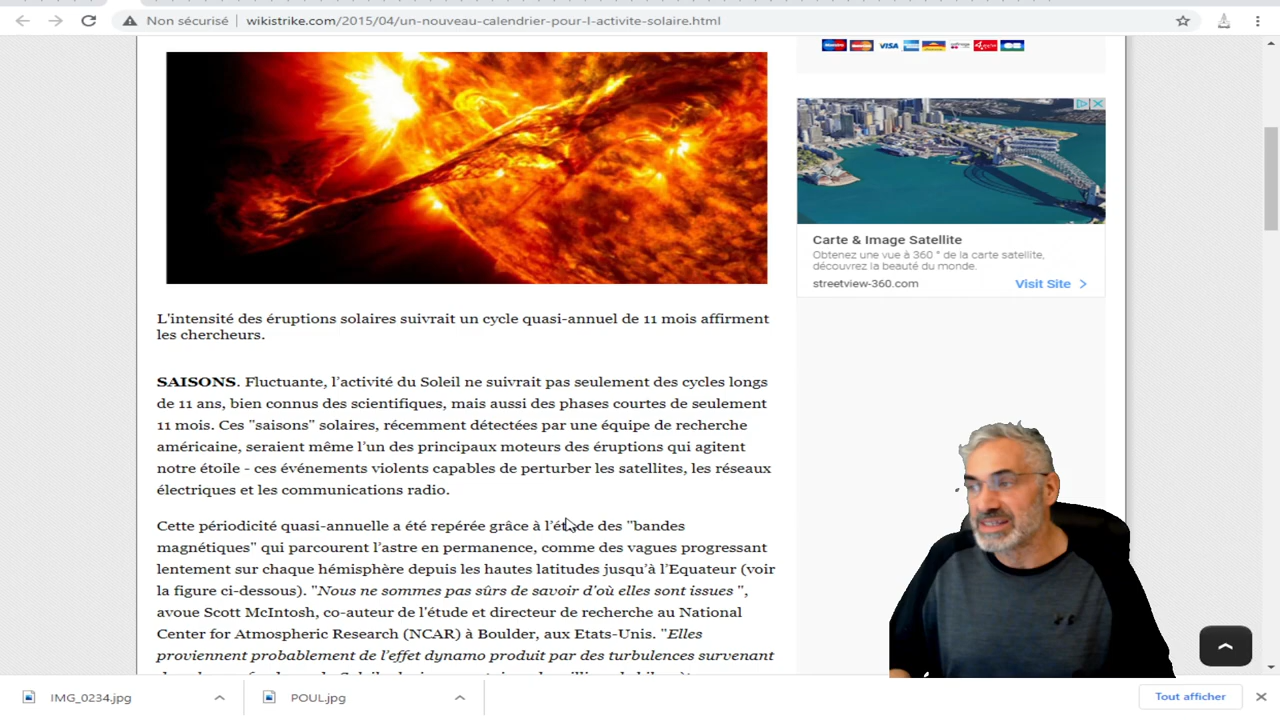 Non sécurisé
wikistrike.com/2015/04/un-nouveau-calendrier-pour-l-activite-solaire.html
VISA
L'intensité des éruptions solaires suivrait un cycle quasi-annuel de 11 mois affirment
les chercheurs.
SAISONS. Fluctuante, l'activité du Soleil ne suivrait pas seulement des cycles longs
de 11 ans, bien connus des scientifiques, mais aussi des phases courtes de seulement
11 mois. Ces "saisons" solaires, récemment détectées par une équipe de recherche
américaine, seraient même l'un des principaux moteurs des éruptions qui agitent
notre étoile - ces événements violents capables de perturber les satellites, les réseaux
électriques et les communications radio.
Cette périodicité quasi-annuelle a été repérée grâce à l'étude des "bandes
magnétiques" qui parcourent l'astre en permanence, comme des vagues progressant
lentement sur chaque hémisphère depuis les hautes latitudes jusqu'à l'Equateur (voir
la figure ci-dessous). "Nous ne sommes pas sûrs de savoir d'où elles sont issues ",
avoue Scott McIntosh, co-auteur de l'étude et directeur de recherche au National
Center for Atmospheric Research (NCAR) à Boulder, aux Etats-Unis. "Elles
proviennent probablement de l'effet dynamo produit par des turbulences survenant
Carte & Image Satellite
Obtenez une vue à 360 ° de la carte satellite,
découvrez la beauté du monde.
streetview-360.com
Visit Site
IMG_0234.jpg
POUL.jpg
Tout afficher